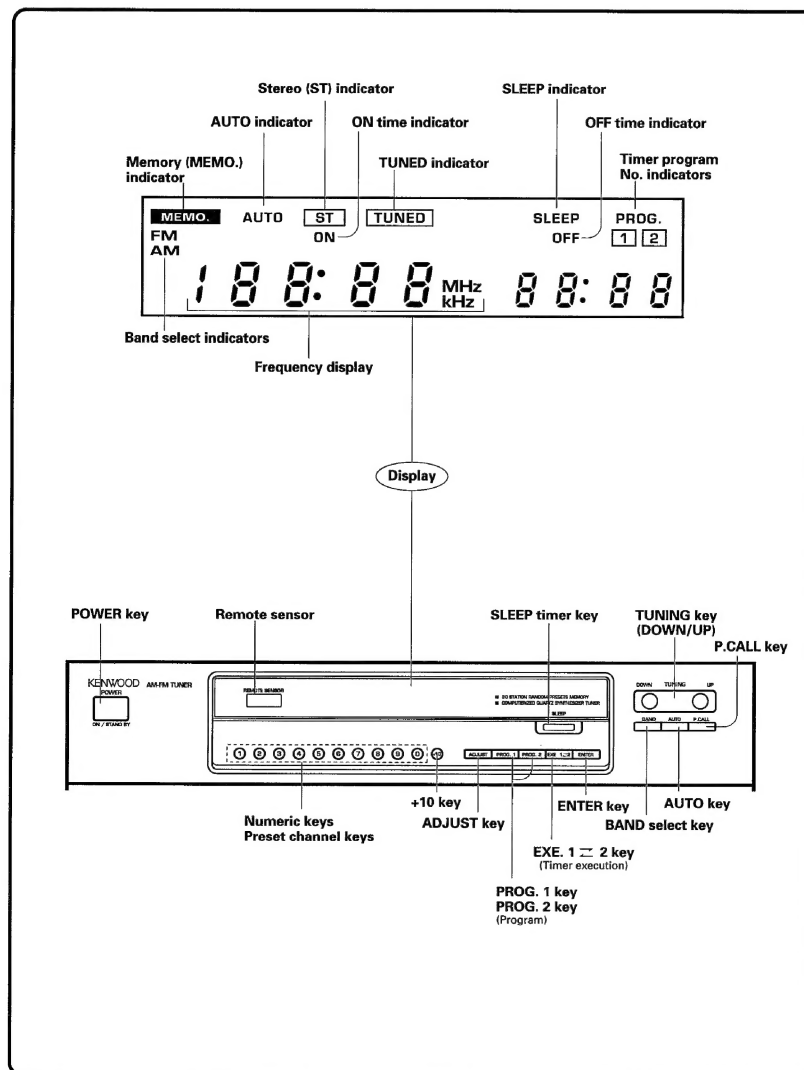 Stereo (ST) indicator
SLEEP indicator
AUTO indicator
ON time indicator
OFF time indicator
Memory (MEMO.)
indicator
TUNED indicator
Timer program
No. indicators
MEMO. AUTO ST TUNED SLEEP PROG.
FM ON OFF 1 2
AM
188:88 MHz kHz 88:88
Band select indicators
Frequency display
Display
POWER key
Remote sensor
SLEEP timer key
TUNING key
(DOWN/UP)
P.CALL key
KENWOOD AM-FM TUNER
POWER
ON / STAND BY
REMOTE SENSOR
20 STATION RANDOM PRESETS MEMORY
COMPUTERIZED QUARTZ SYNTHESIZER TUNER
SLEEP
DOWN TUNING UP
BAND AUTO P.CALL
1 2 3 4 5 6 7 8 9 0 +10
ADJUST PROG. 1 PROG. 2 EXE 1⇄2 ENTER
Numeric keys
Preset channel keys
+10 key
ADJUST key
ENTER key
AUTO key
BAND select key
EXE. 1 ⇄ 2 key
(Timer execution)
PROG. 1 key
PROG. 2 key
(Program)